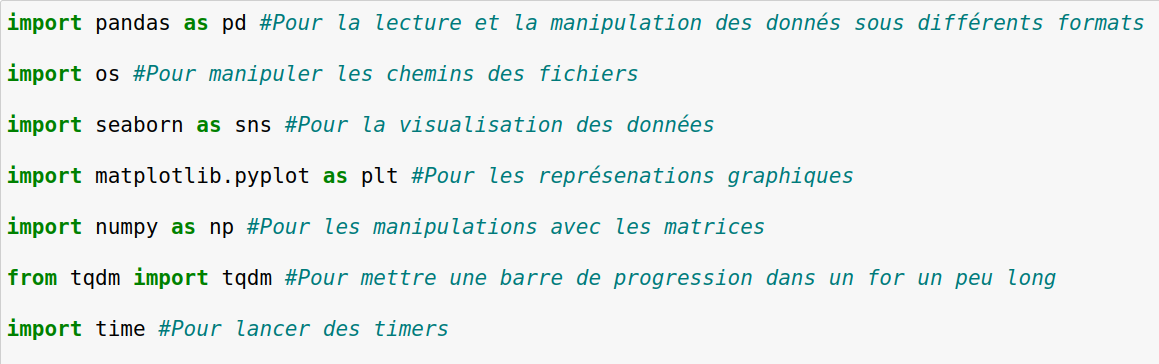 import pandas as pd #Pour la lecture et la manipulation des donnés sous différents formats
import os #Pour manipuler les chemins des fichiers
import seaborn as sns #Pour la visualisation des données
import matplotlib.pyplot as plt #Pour les représenations graphiques
import numpy as np #Pour les manipulations avec les matrices
from tqdm import tqdm #Pour mettre une barre de progression dans un for un peu long
import time #Pour lancer des timers